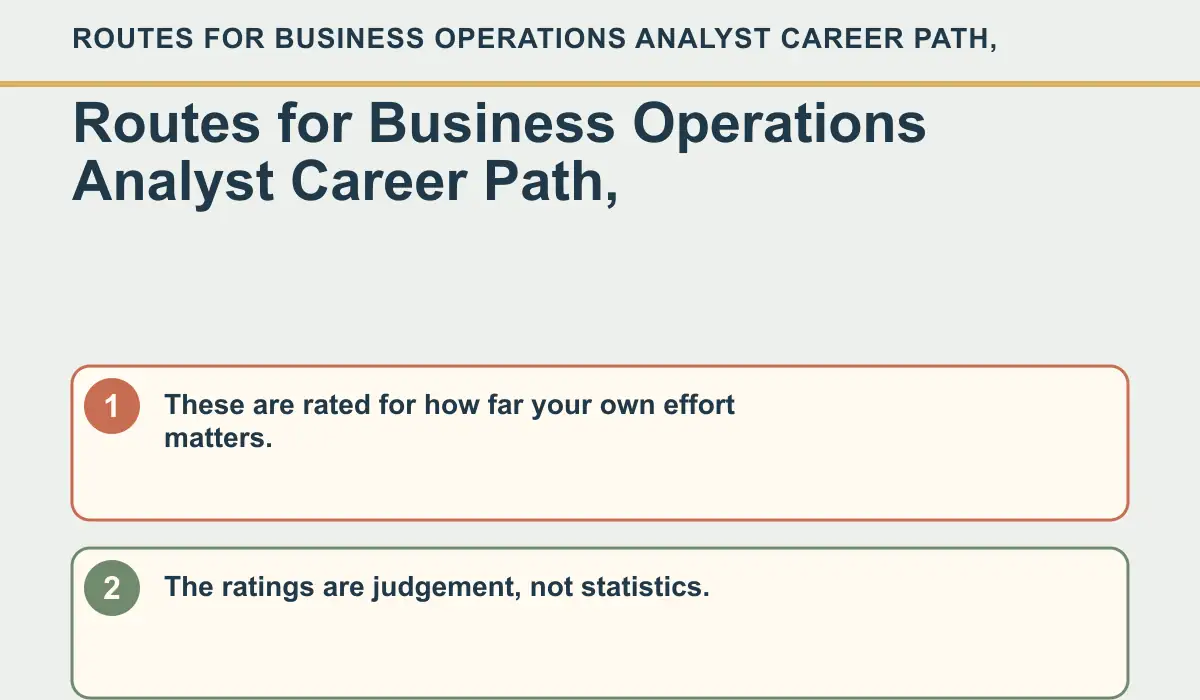 ROUTES FOR BUSINESS OPERATIONS ANALYST CAREER PATH,
Routes for Business Operations
Analyst Career Path,
1
These are rated for how far your own effort
matters.
2
The ratings are judgement, not statistics.